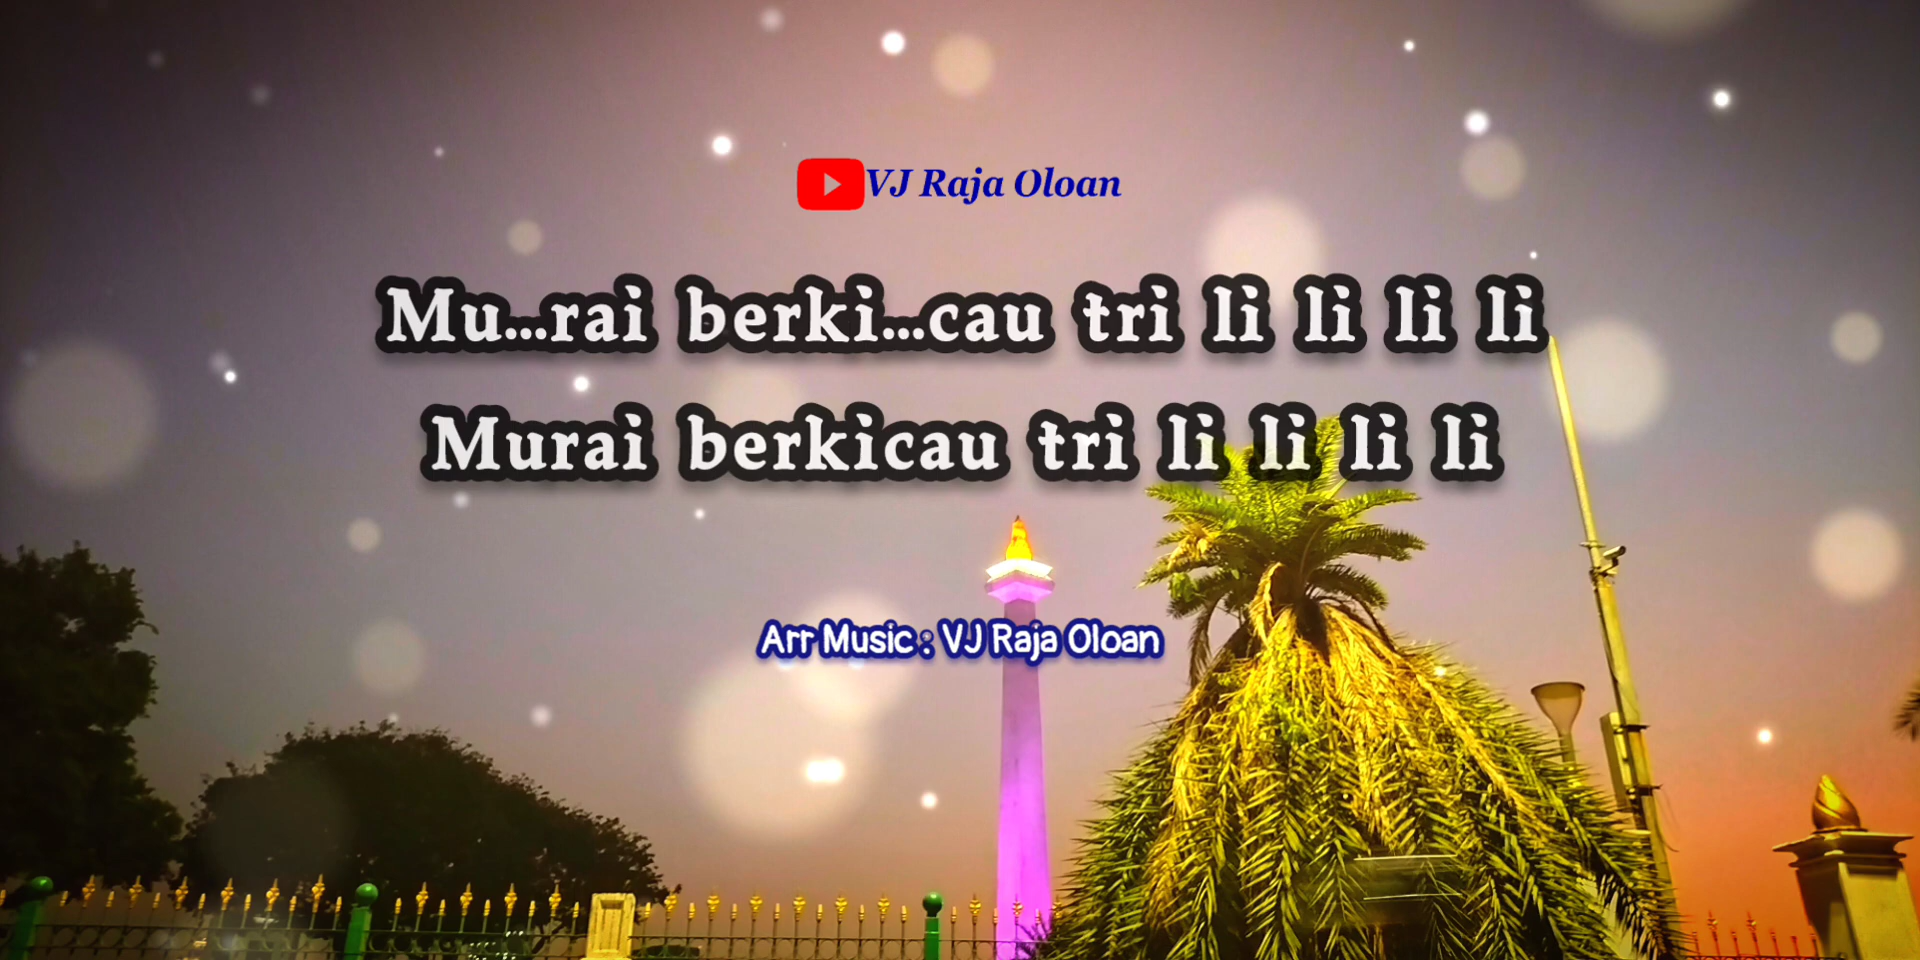 VJ Raja Oloan
Mu...rai berki...cau tri li li li li
Murai berkicau tri li li li li
Arr Music : VJ Raja Oloan